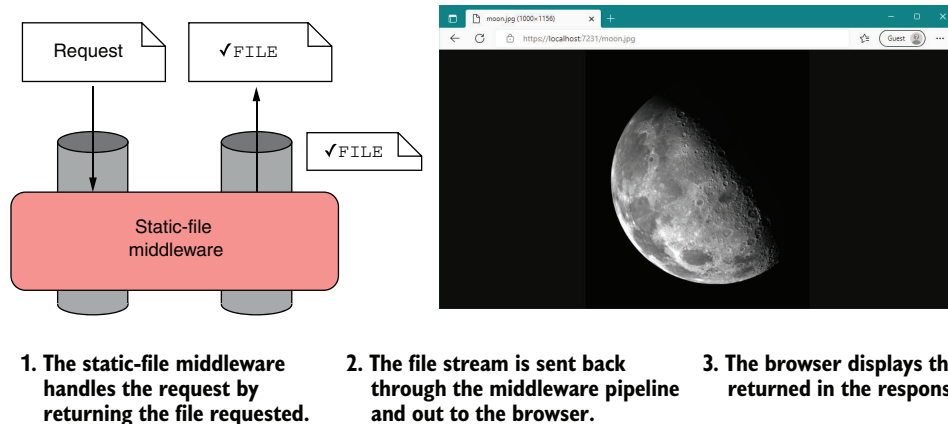 Request
✓FILE
✓FILE
Static-file
middleware
moon.jpg (1000×1156)
https://localhost:7231/moon.jpg
Guest
1. The static-file middleware
handles the request by
returning the file requested.
2. The file stream is sent back
through the middleware pipeline
and out to the browser.
3. The browser displays
returned in the